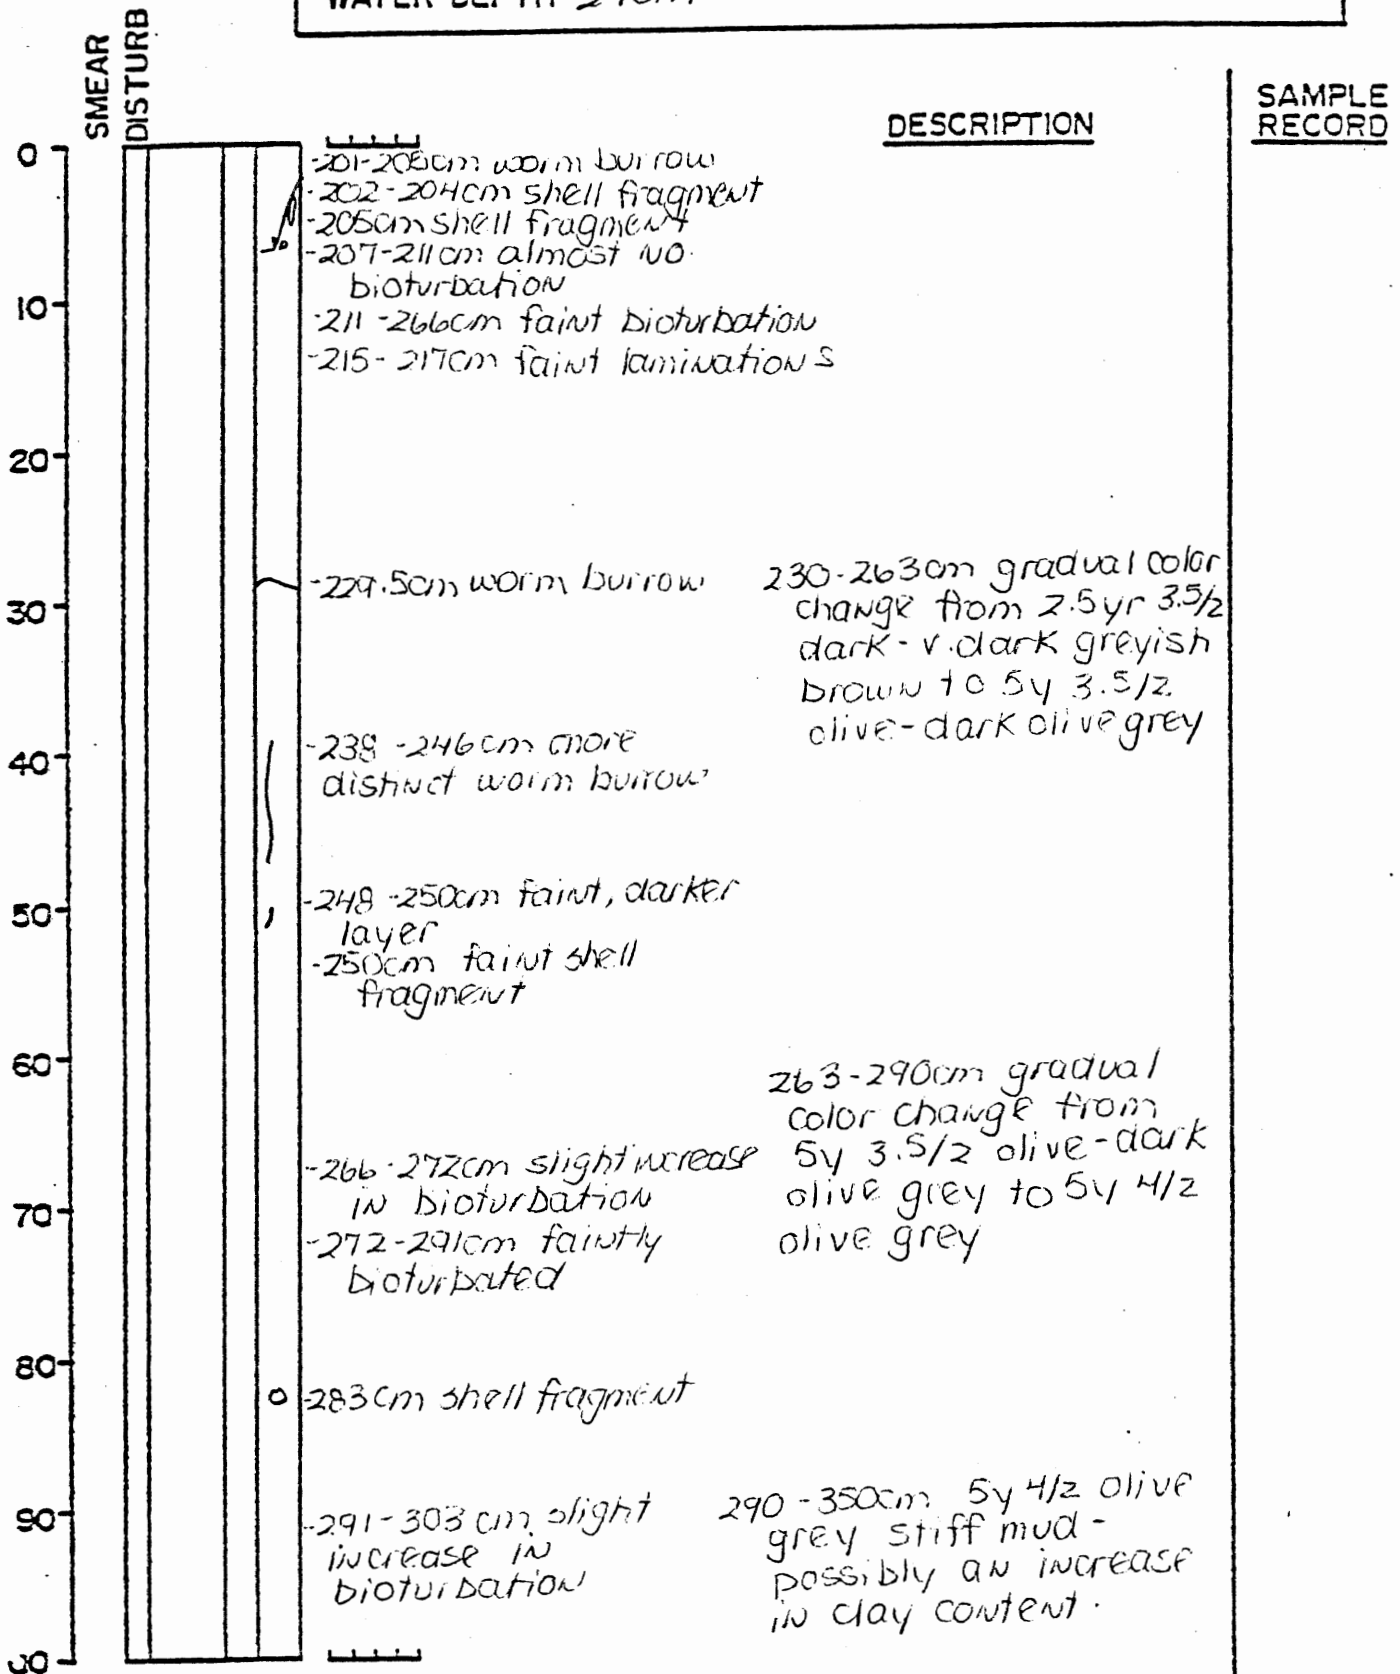 SMEAR
DISTURB
DESCRIPTION
SAMPLE
RECORD
0
-202-204cm shell fragment
-205cm shell fragment
-207-211cm almost no
bioturbation
10
-211-266cm faint bioturbation
-215-217cm faint laminations
20
-229.5cm worm burrow
30
230-263cm gradual color
change from 2.5yr 3.5/2
dark - v.dark greyish
brown to 5y 3.5/2
olive-dark olive grey
-238-246cm more
distinct worm burrow
40
-248-250cm faint, darker
layer
50
-250cm faint shell
fragment
60
263-290cm gradual
color change from
5y 3.5/2 olive-dark
olive grey to 5y 4/2
olive grey
-266-272cm slight increase
in bioturbation
70
-272-291cm faintly
bioturbated
80
-283cm shell fragment
90
-291-303cm slight
increase in
bioturbation
290-350cm 5y 4/2 olive
grey stiff mud -
possibly an increase
in clay content.